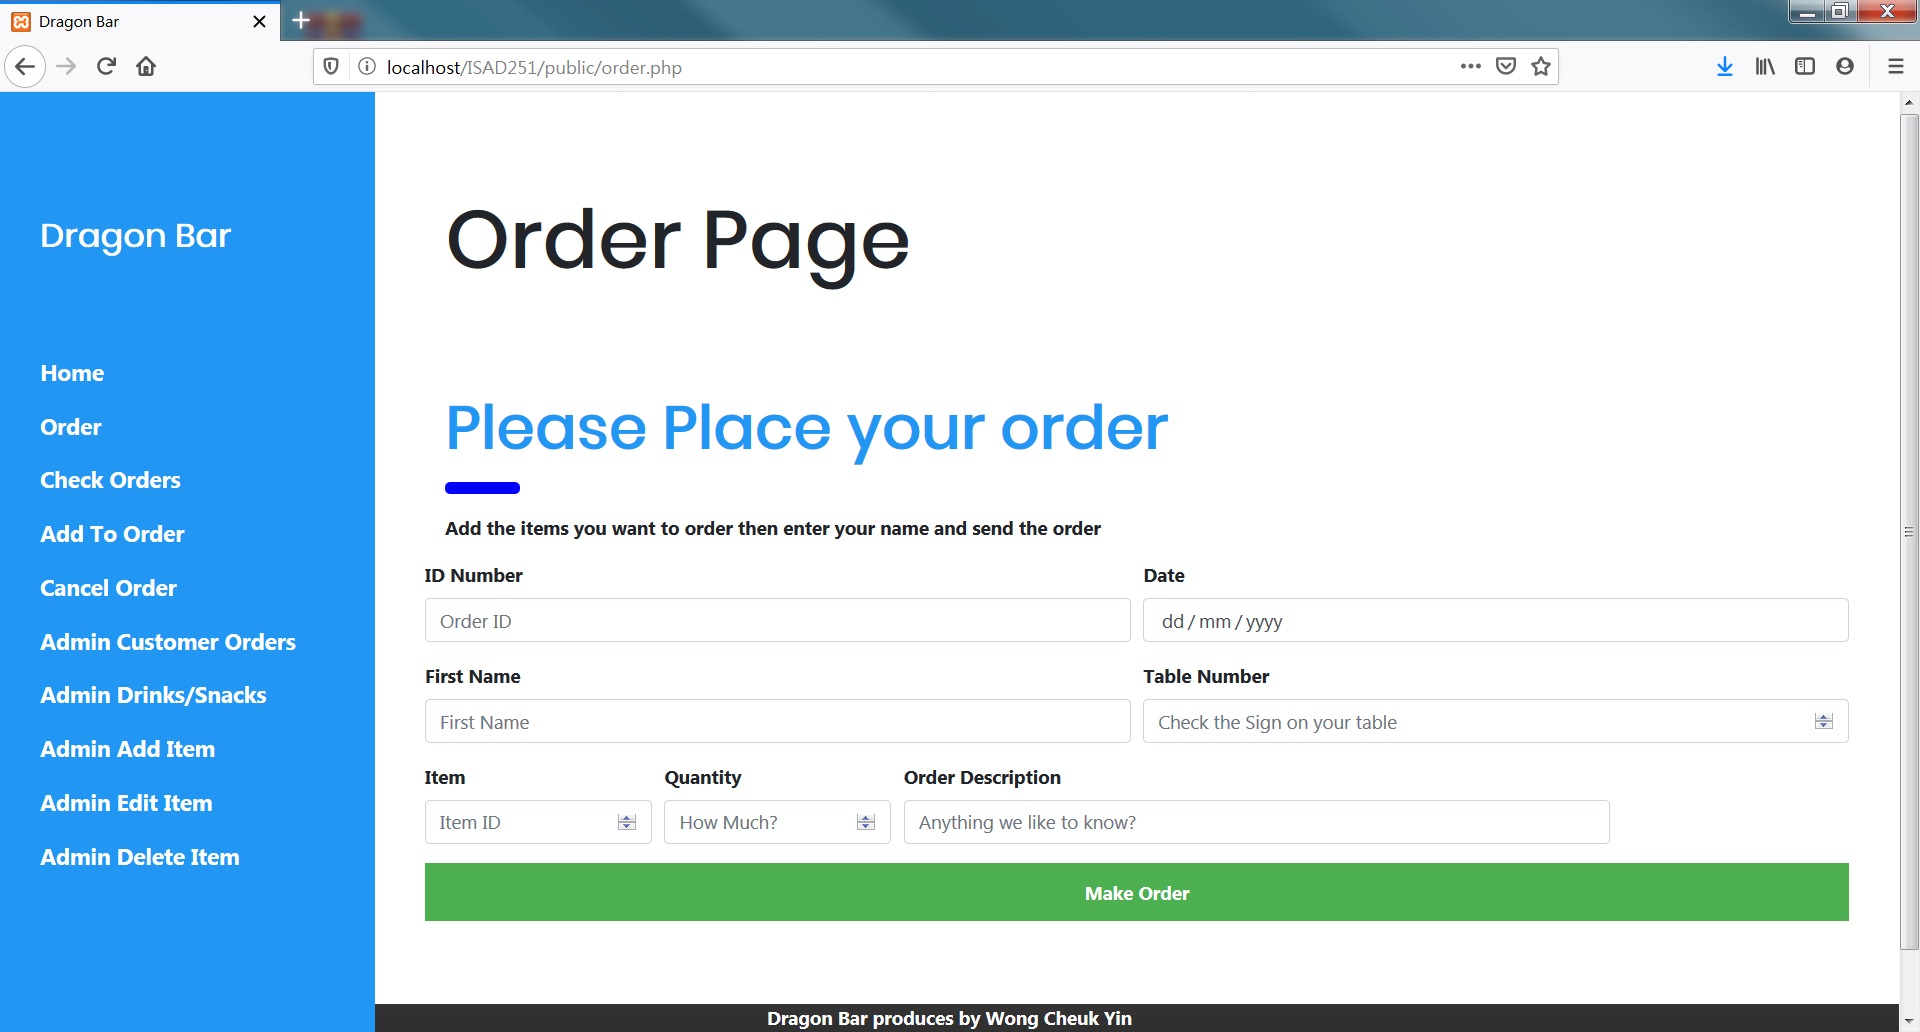 Dragon Bar
localhost/ISAD251/public/order.php
Dragon Bar
Home
Order
Check Orders
Add To Order
Cancel Order
Admin Customer Orders
Admin Drinks/Snacks
Admin Add Item
Admin Edit Item
Admin Delete Item
Order Page
Please Place your order
Add the items you want to order then enter your name and send the order
ID Number Date
Order ID dd / mm / yyyy
First Name Table Number
First Name Check the Sign on your table
Item Quantity Order Description
Item ID How Much? Anything we like to know?
Make Order
Dragon Bar produces by Wong Cheuk Yin